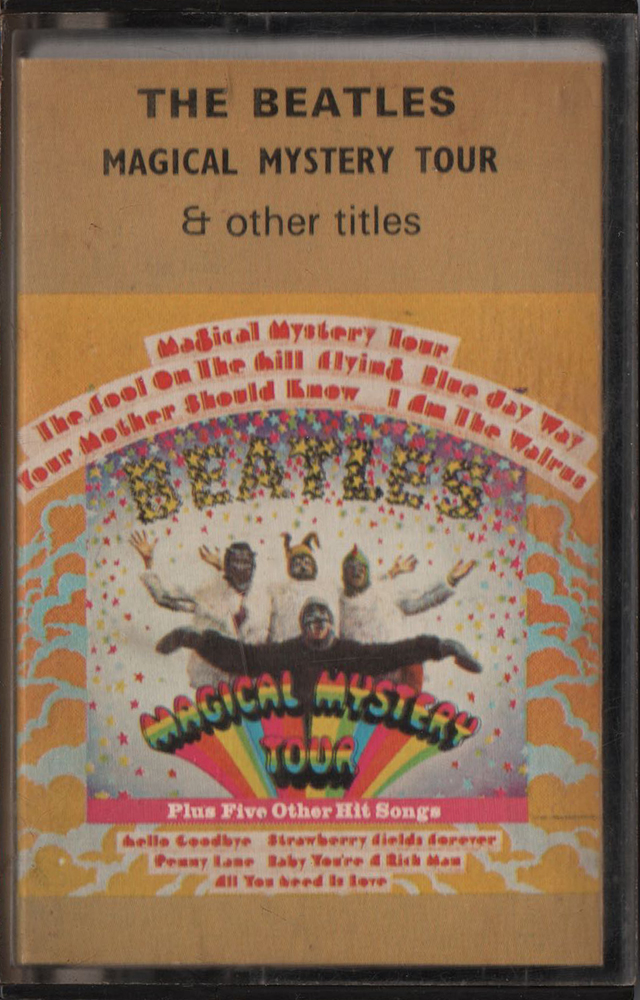 THE BEATLES
MAGICAL MYSTERY TOUR
& other titles
Magical Mystery Tour
The Fool On The Hill Flying Blue Jay Way
Your Mother Should Know I Am The Walrus
BEATLES
MAGICAL MYSTERY
TOUR
Plus Five Other Hit Songs
Hello Goodbye Strawberry Fields Forever
Penny Lane Baby You're A Rich Man
All You Need Is Love